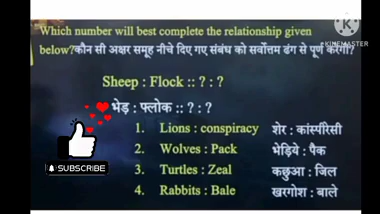 Which number will best complete the relationship given
below?कौन सी अक्षर समूह नीचे दिए गए संबंध को सर्वोत्तम ढंग से पूर्ण करेगा?
KINEMASTER
Sheep : Flock :: ? : ?
भेड़ : फ्लोक :: ? : ?
1. Lions : conspiracy शेर : कांस्पीरेसी
2. Wolves : Pack भेड़िये : पैक
3. Turtles : Zeal कछुआ : जिल
4. Rabbits : Bale खरगोश : बाले
SUBSCRIBE